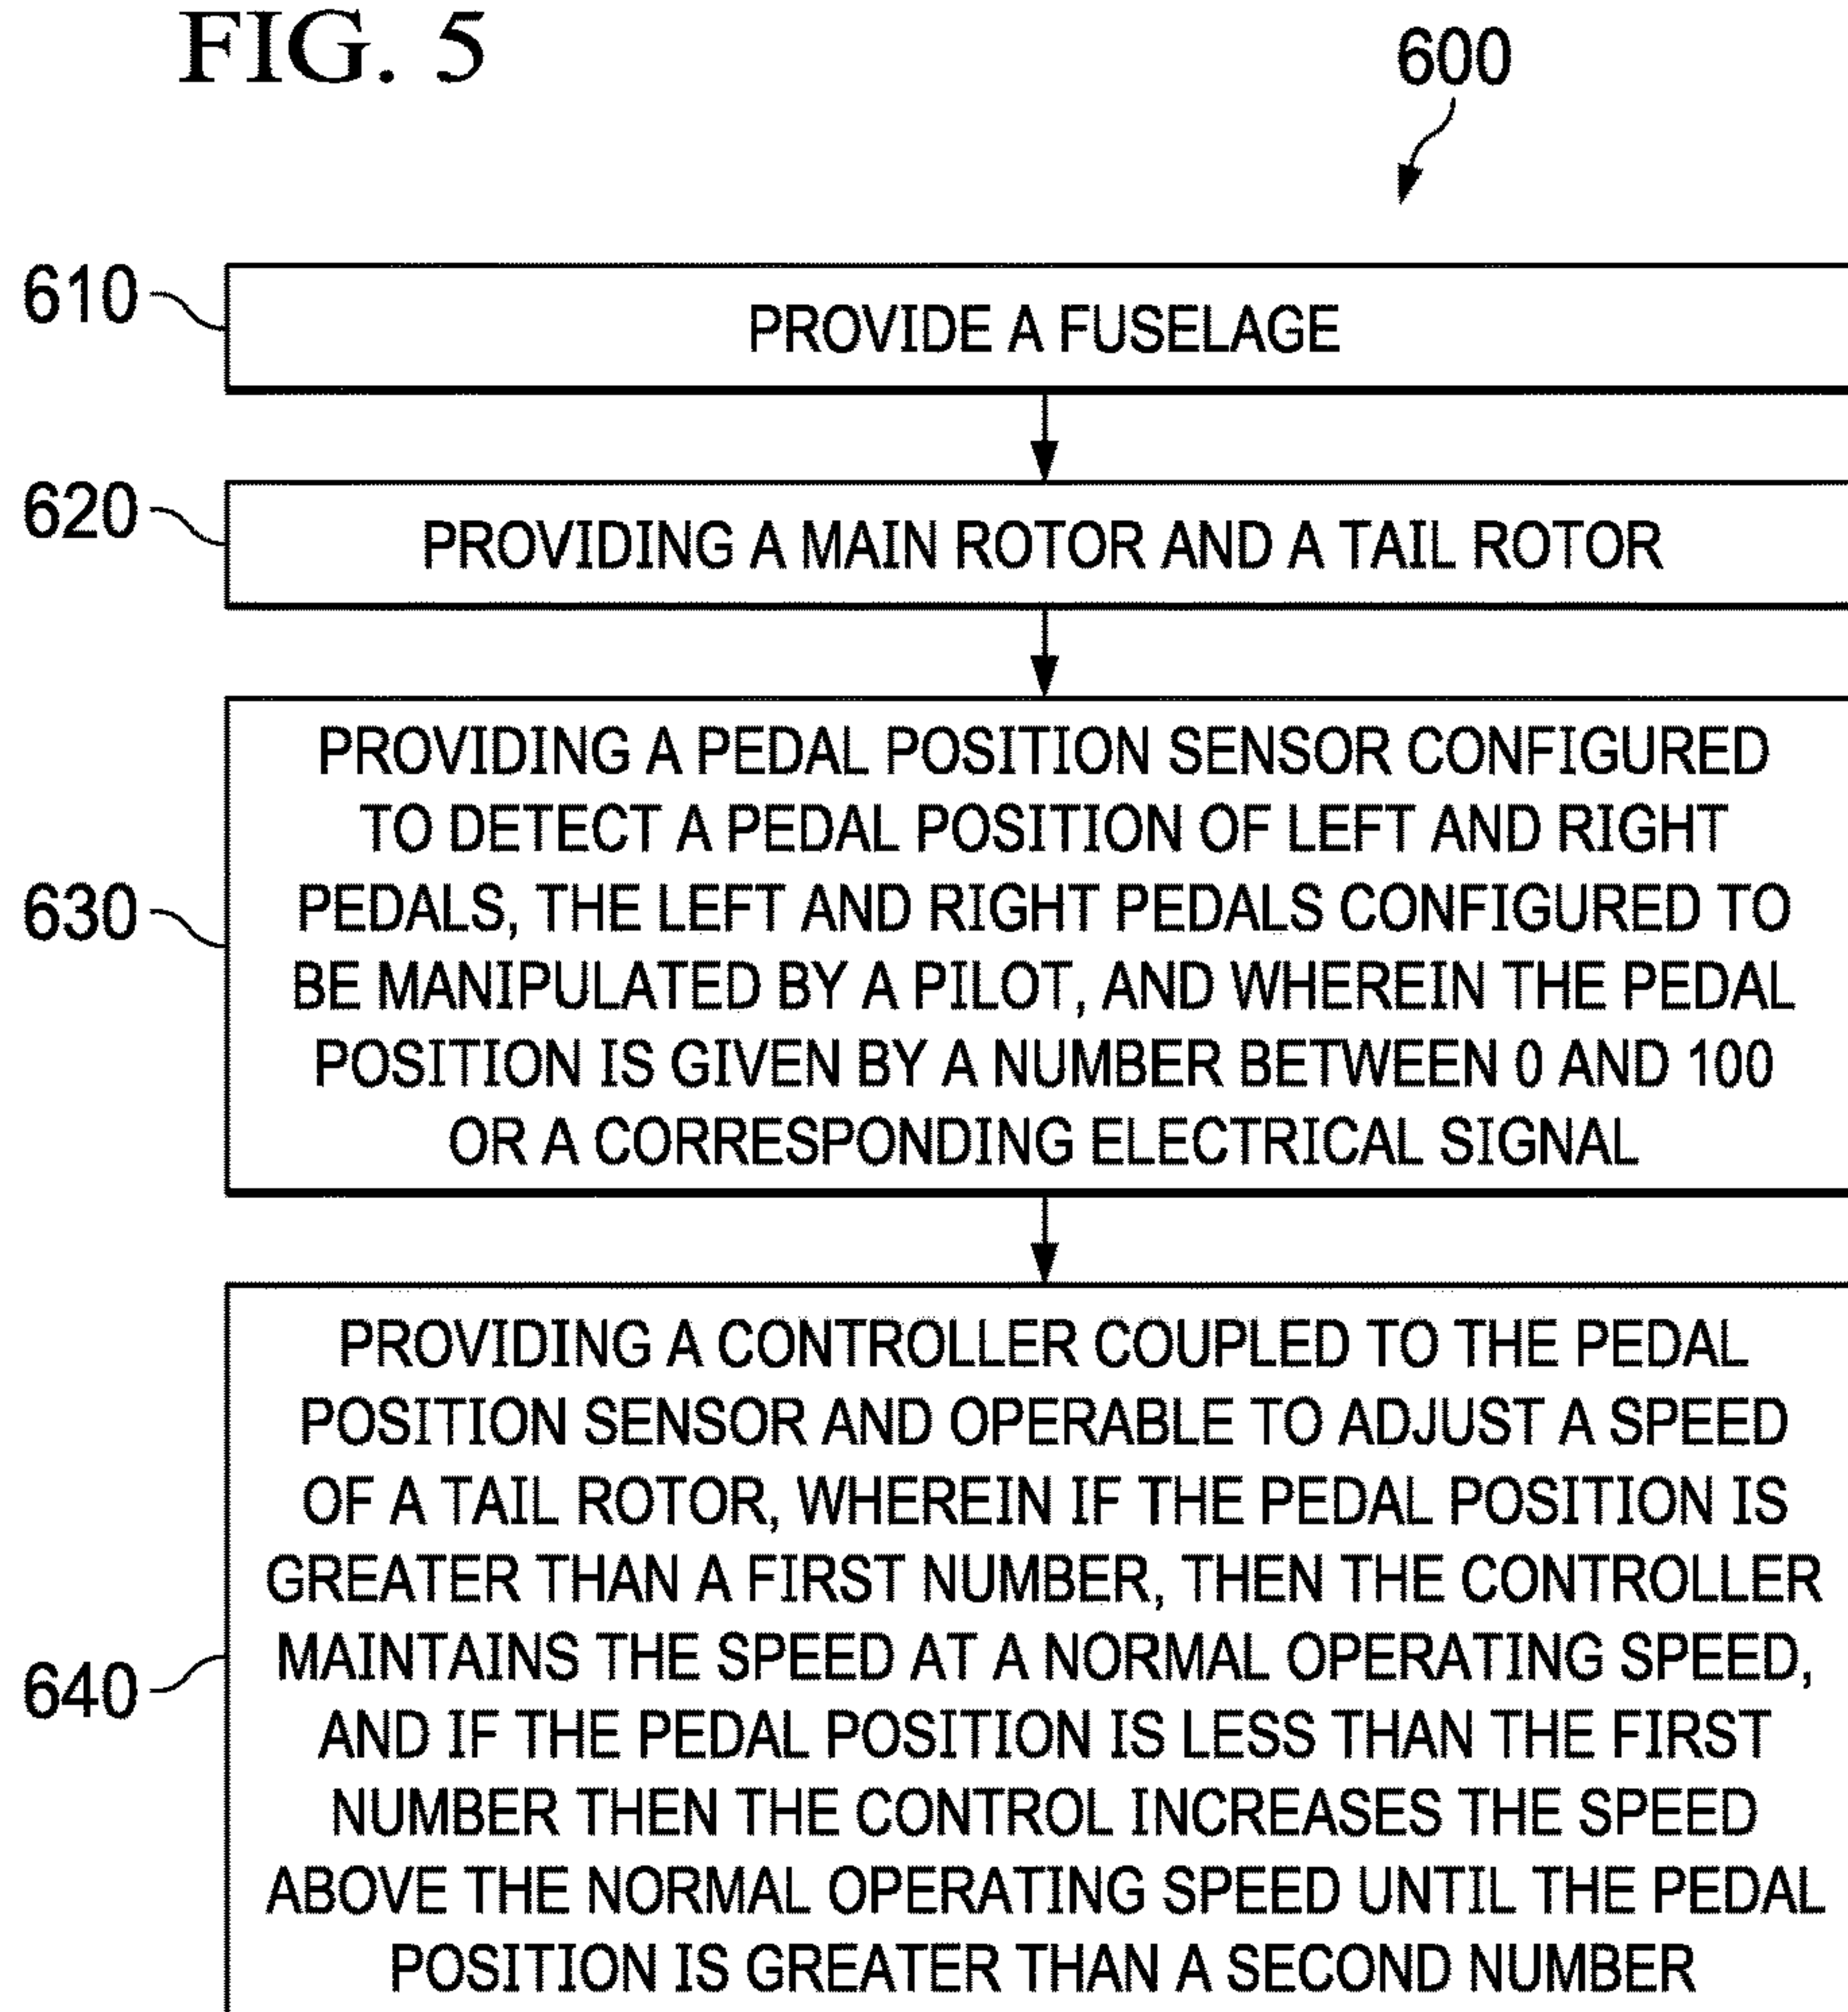 FIG. 5
600
610
PROVIDE A FUSELAGE
620
PROVIDING A MAIN ROTOR AND A TAIL ROTOR
630
PROVIDING A PEDAL POSITION SENSOR CONFIGURED
TO DETECT A PEDAL POSITION OF LEFT AND RIGHT
PEDALS, THE LEFT AND RIGHT PEDALS CONFIGURED TO
BE MANIPULATED BY A PILOT, AND WHEREIN THE PEDAL
POSITION IS GIVEN BY A NUMBER BETWEEN 0 AND 100
OR A CORRESPONDING ELECTRICAL SIGNAL
640
PROVIDING A CONTROLLER COUPLED TO THE PEDAL
POSITION SENSOR AND OPERABLE TO ADJUST A SPEED
OF A TAIL ROTOR, WHEREIN IF THE PEDAL POSITION IS
GREATER THAN A FIRST NUMBER, THEN THE CONTROLLER
MAINTAINS THE SPEED AT A NORMAL OPERATING SPEED,
AND IF THE PEDAL POSITION IS LESS THAN THE FIRST
NUMBER THEN THE CONTROL INCREASES THE SPEED
ABOVE THE NORMAL OPERATING SPEED UNTIL THE PEDAL
POSITION IS GREATER THAN A SECOND NUMBER